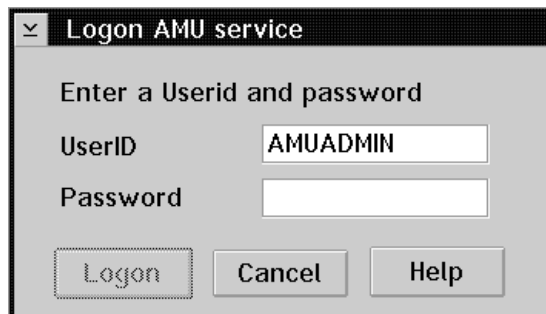 Logon AMU service
Enter a Userid and password
UserID AMUADMIN
Password
Logon Cancel Help